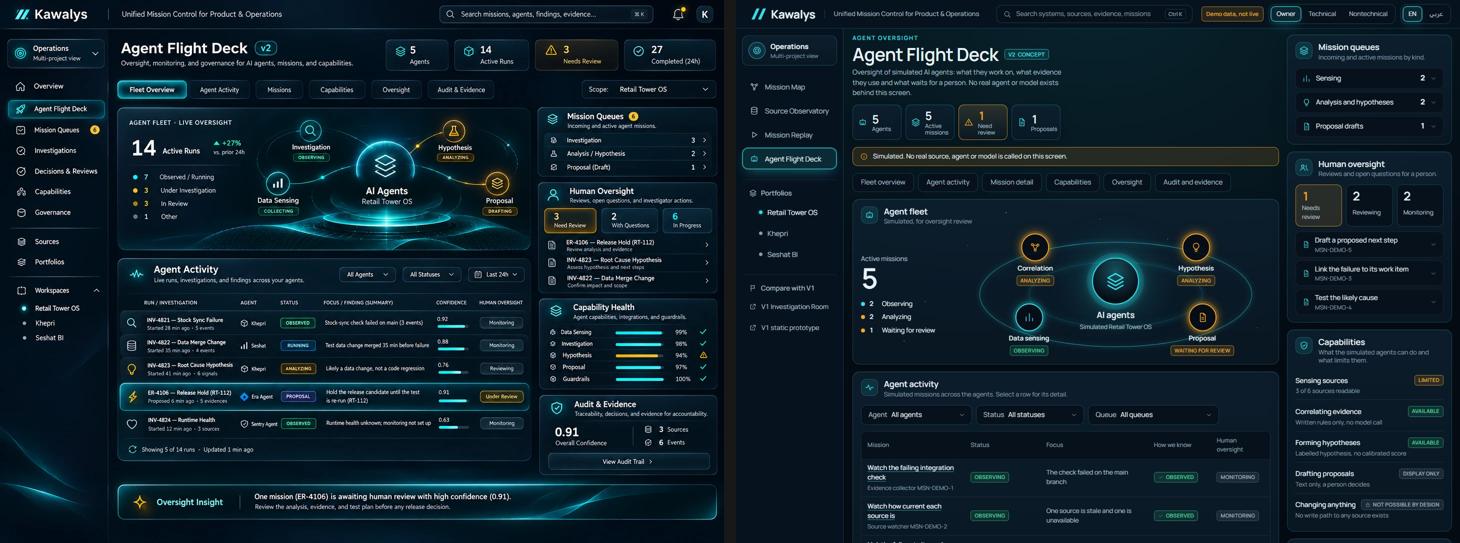 Kawalys
Unified Mission Control for Product & Operations
Search missions, agents, findings, evidence...
⌘ K
K
Operations
Multi-project view
Overview
Agent Flight Deck
Mission Queues 6
Investigations
Decisions & Reviews
Capabilities
Governance
Sources
Portfolios
Workspaces
Retail Tower OS
Khepri
Seshat BI
Agent Flight Deck v2
Oversight, monitoring, and governance for AI agents, missions, and capabilities.
5 Agents
14 Active Runs
3 Needs Review
27 Completed (24h)
Fleet Overview
Agent Activity
Missions
Capabilities
Oversight
Audit & Evidence
Scope: Retail Tower OS
AGENT FLEET · LIVE OVERSIGHT
14 Active Runs
+27%
vs. prior 24h
7 Observed / Running
3 Under Investigation
3 In Review
1 Other
Investigation
OBSERVING
Hypothesis
ANALYZING
Data Sensing
COLLECTING
AI Agents
Retail Tower OS
Proposal
DRAFTING
Agent Activity
Live runs, investigations, and findings across your agents.
All Agents
All Statuses
Last 24h
RUN / INVESTIGATION AGENT STATUS FOCUS / FINDING (SUMMARY) CONFIDENCE HUMAN OVERSIGHT
INV-4821 — Stock Sync Failure
Started 28 min ago · 5 events
Khepri
OBSERVED
Stock-sync check failed on main (3 events)
0.92
Monitoring
INV-4822 — Data Merge Change
Started 35 min ago · 4 events
Seshat
RUNNING
Test data change merged 35 min before failure
0.88
Monitoring
INV-4823 — Root Cause Hypothesis
Started 41 min ago · 6 signals
Khepri
ANALYZING
Likely a data change, not a code regression
0.76
Reviewing
ER-4106 — Release Hold (RT-112)
Proposed 6 min ago · 5 evidences
Era Agent
PROPOSAL
Hold the release candidate until the test
is re-run (RT-112)
0.91
Under Review
INV-4824 — Runtime Health
Started 12 min ago · 3 sources
Sentry Agent
OBSERVED
Runtime health unknown; monitoring not set up
0.63
Monitoring
Showing 5 of 14 runs · Updated 1 min ago
Mission Queues 6
Incoming and active agent missions.
Investigation 3
Analysis / Hypothesis 2
Proposal (Draft) 1
Human Oversight
Reviews, open questions, and investigator actions.
3 Need Review
2 With Questions
6 In Progress
ER-4106 — Release Hold (RT-112)
Review analysis and evidence
INV-4823 — Root Cause Hypothesis
Assess hypothesis and next steps
INV-4822 — Data Merge Change
Confirm impact and scope
Capability Health
Agent capabilities, integrations, and guardrails.
Data Sensing 99%
Investigation 98%
Hypothesis 94%
Proposal 97%
Guardrails 100%
Audit & Evidence
Traceability, decisions, and evidence for accountability.
0.91
Overall Confidence
3 Sources
6 Events
View Audit Trail
Oversight Insight
One mission (ER-4106) is awaiting human review with high confidence (0.91).
Review the analysis, evidence, and test plan before any release decision.
Kawalys
Unified Mission Control for Product & Operations
Search systems, sources, evidence, missions
Ctrl K
Demo data, not live
Owner
Technical
Nontechnical
EN
عربي
Operations
Multi-project view
Mission Map
Source Observatory
Mission Replay
Agent Flight Deck
Portfolios
Retail Tower OS
Khepri
Seshat BI
Compare with V1
V1 Investigation Room
V1 static prototype
AGENT OVERSIGHT
Agent Flight Deck V2 CONCEPT
Oversight of simulated AI agents: what they work on, what evidence
they use and what waits for a person. No real agent works
behind this screen.
5 Agents
5 Active missions
1 Need review
1 Proposals
Simulated. No real source, agent or model is called on this screen.
Fleet overview
Agent activity
Mission detail
Capabilities
Oversight
Audit and evidence
Agent fleet
Simulated, for oversight review
Active missions
5
2 Observing
2 Analyzing
1 Waiting for review
Correlation
ANALYZING
Hypothesis
ANALYZING
AI agents
Simulated Retail Tower OS
Data sensing
OBSERVING
Proposal
WAITING FOR REVIEW
Agent activity
Simulated missions across the agents. Select a row for its detail.
Agent All agents
Status All statuses
Queue All queues
Mission Status Focus How we know Human oversight
Watch the failing integration
check
Evidence collector MSN-DEMO-1
OBSERVING
The check failed on the main
branch
OBSERVED
MONITORING
Watch how current each
source is
Source watcher MSN-DEMO-2
OBSERVING
One source is stale and one is
unavailable
OBSERVED
MONITORING
Mission queues
Incoming and active missions by kind.
Sensing 2
Analysis and hypotheses 2
Proposal drafts 1
Human oversight
Reviews and open questions for a person.
1 Needs review
2 Reviewing
2 Monitoring
Draft a proposed next step
MSN-DEMO-5
Link the failure to its work item
MSN-DEMO-3
Test the likely cause
MSN-DEMO-4
Capabilities
What the simulated agents can do and
what limits them.
Sensing sources LIMITED
3 of 6 sources readable
Correlating evidence AVAILABLE
Written rules only, no model call
Forming hypotheses AVAILABLE
Labelled hypothesis, no calibrated score
Drafting proposals DISPLAY ONLY
Text only, a person decides
Changing anything NOT POSSIBLE BY DESIGN
No write path to any source exists